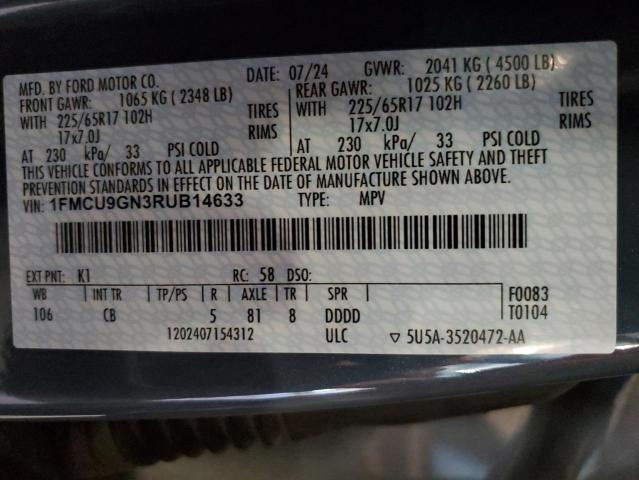 MFD. BY FORD MOTOR CO. DATE: 07/24 GVWR: 2041 KG ( 4500 LB)
FRONT GAWR: 1065 KG ( 2348 LB) REAR GAWR: 1025 KG ( 2260 LB)
WITH 225/65R17 102H TIRES WITH 225/65R17 102H TIRES
17x7.0J RIMS 17x7.0J RIMS
AT 230 kPa/ 33 PSI COLD AT 230 kPa/ 33 PSI COLD
THIS VEHICLE CONFORMS TO ALL APPLICABLE FEDERAL MOTOR VEHICLE SAFETY AND THEFT
PREVENTION STANDARDS IN EFFECT ON THE DATE OF MANUFACTURE SHOWN ABOVE.
VIN: 1FMCU9GN3RUB14633 TYPE: MPV
EXT PNT: K1 RC: 58 DSO:
WB INT TR TP/PS R AXLE TR SPR F0083
106 CB 5 81 8 DDDD T0104
1202407154312 ULC ▽ 5U5A-3520472-AA